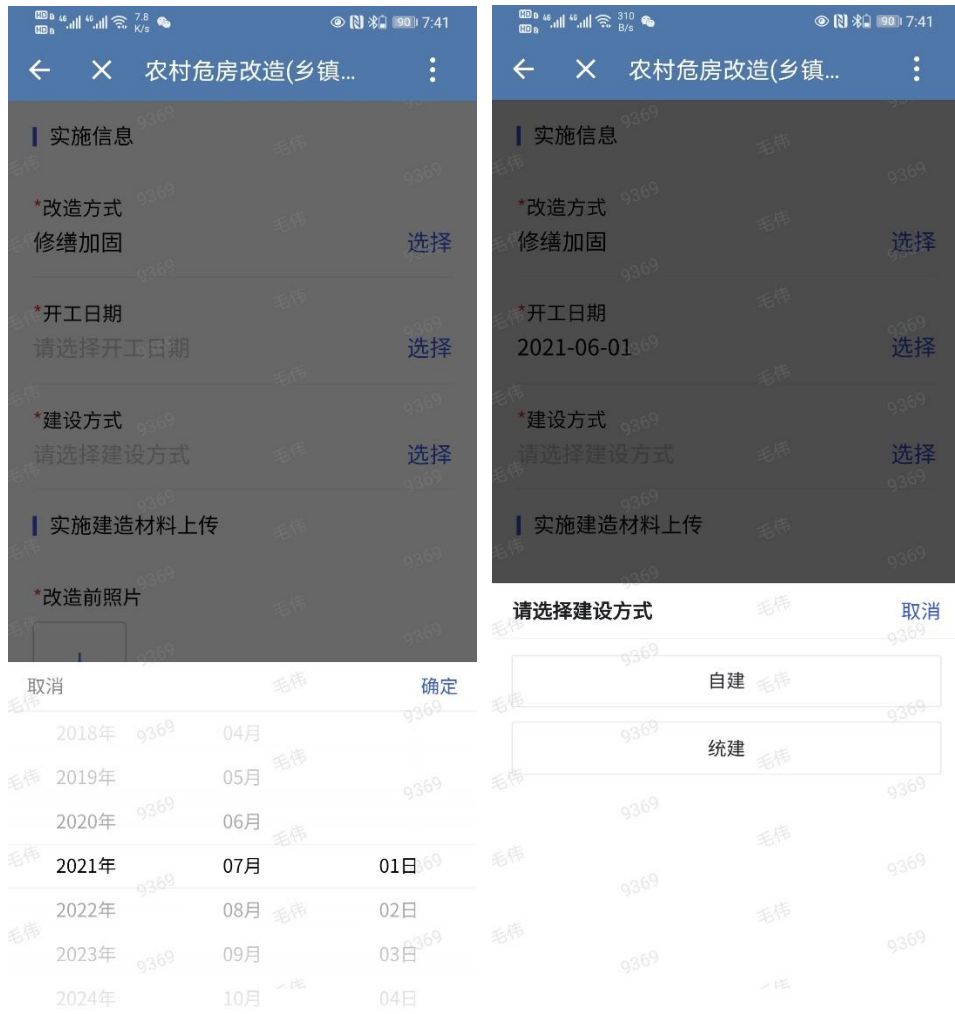 7.8 K/s 90 7:41
农村危房改造(乡镇...
实施信息
*改造方式
修缮加固 选择
*开工日期
请选择开工日期 选择
*建设方式
请选择建设方式 选择
实施建造材料上传
*改造前照片
取消 确定
2018年 04月
2019年 05月
2020年 06月
2021年 07月 01日
2022年 08月 02日
2023年 09月 03日
2024年 10月 04日
310 B/s 90 7:41
农村危房改造(乡镇...
实施信息
*改造方式
修缮加固 选择
*开工日期
2021-06-01 选择
*建设方式
请选择建设方式 选择
实施建造材料上传
请选择建设方式 取消
自建
统建
毛伟 9369